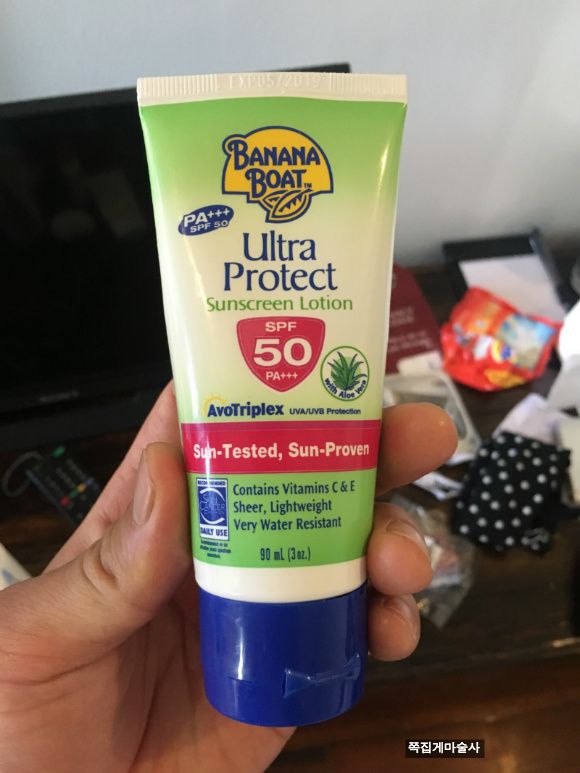 EXP05/2019
BANANA
BOAT
PA+++
SPF 50
Ultra
Protect
Sunscreen Lotion
SPF
50
PA+++
with Aloe Vera
AvoTriplex UVA/UVB Protection
Sun-Tested, Sun-Proven
RECOMMENDED
DAILY USE
Contains Vitamins C & E
Sheer, Lightweight
Very Water Resistant
90 mL (3 oz.)
쪽집게마술사